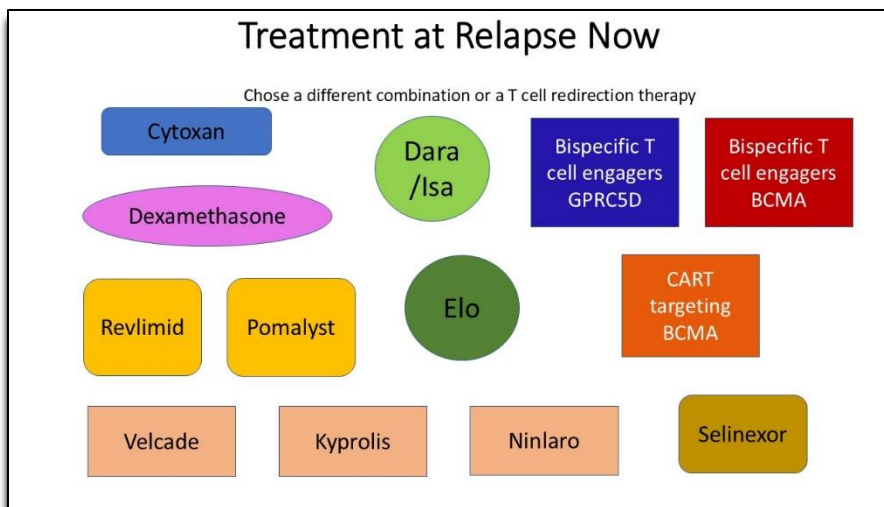 Treatment at Relapse Now
Chose a different combination or a T cell redirection therapy
Cytoxan
Dara
/Isa
Bispecific T
cell engagers
GPRC5D
Bispecific T
cell engagers
BCMA
Dexamethasone
Revlimid
Pomalyst
Elo
CART
targeting
BCMA
Velcade
Kyprolis
Ninlaro
Selinexor